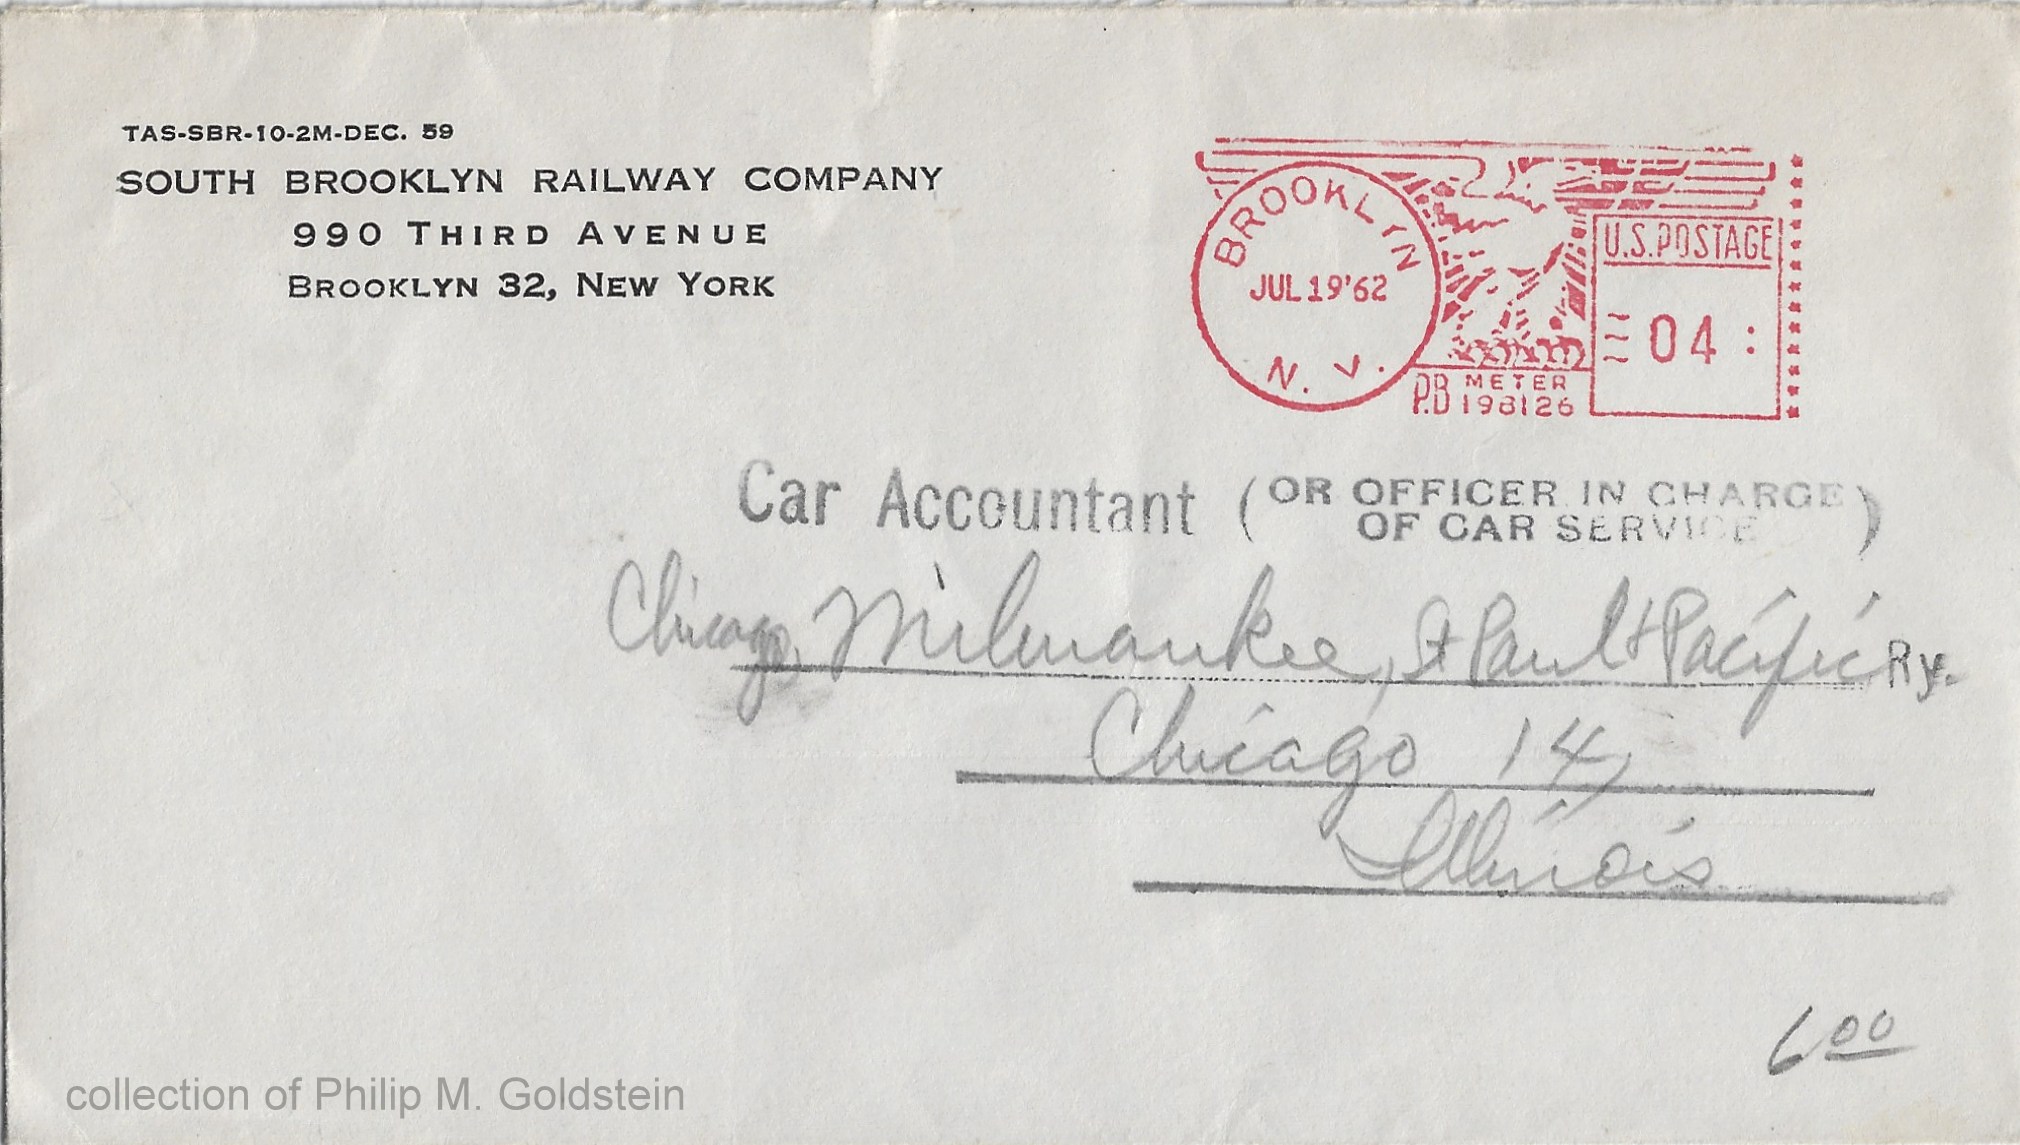 TAS-SBR-10-2M-DEC. 59
SOUTH BROOKLYN RAILWAY COMPANY
990 THIRD AVENUE
BROOKLYN 32, NEW YORK
BROOKLYN
JUL 19 '62
N. Y.
U.S. POSTAGE
04
P.B METER
198126
Car Accountant (OR OFFICER IN CHARGE
OF CAR SERVICE)
Chicago, Milwaukee, St Paul + Pacific Ry.
Chicago 14,
Illinois
6 00
collection of Philip M. Goldstein